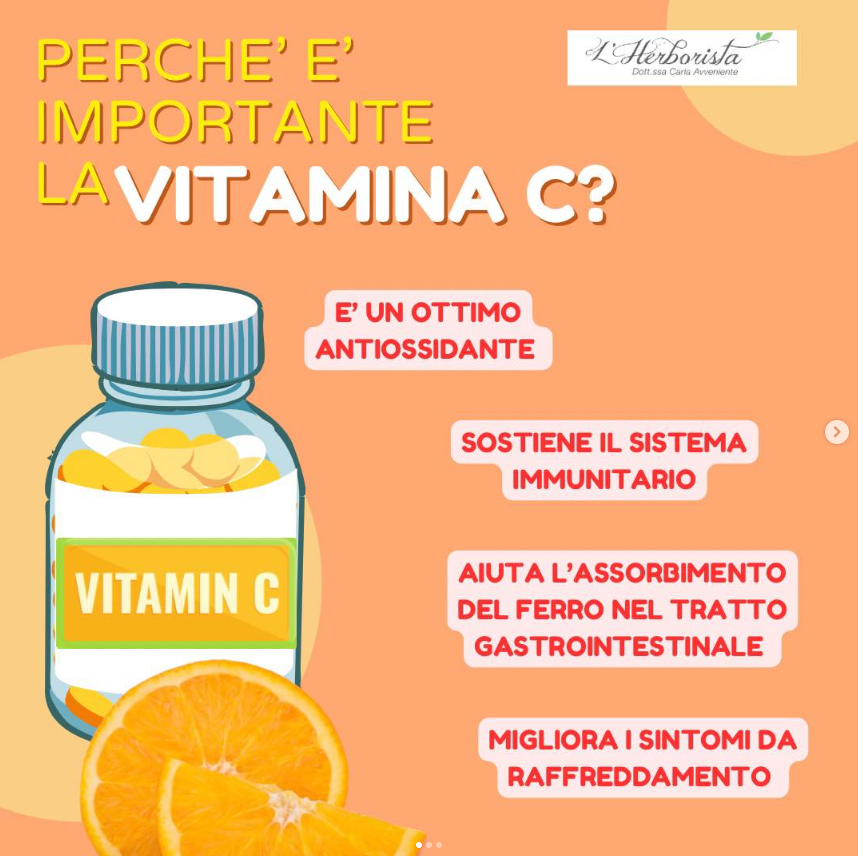 PERCHE' E'
IMPORTANTE
LA VITAMINA C?
L'Herborista
Dott.ssa Carla Avveniente
E' UN OTTIMO
ANTIOSSIDANTE
SOSTIENE IL SISTEMA
IMMUNITARIO
AIUTA L'ASSORBIMENTO
DEL FERRO NEL TRATTO
GASTROINTESTINALE
VITAMIN C
MIGLIORA I SINTOMI DA
RAFFREDDAMENTO